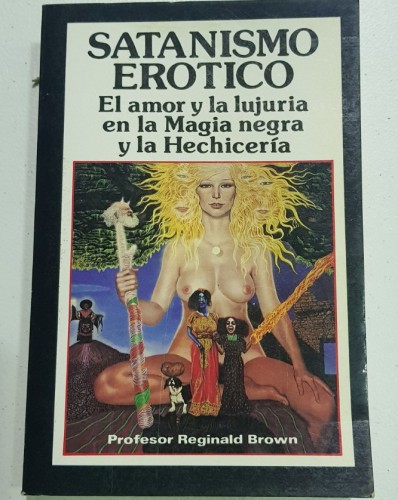 SATANISMO
EROTICO
El amor y la lujuria
en la Magia negra
y la Hechicería
Profesor Reginald Brown